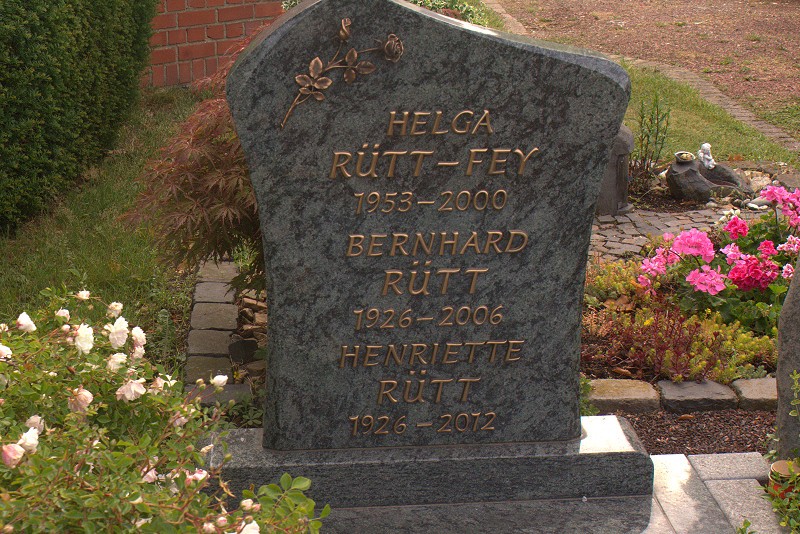 HELGA
RÜTT-FEY
1953-2000
BERNHARD
RÜTT
1926-2006
HENRIETTE
RÜTT
1926-2012